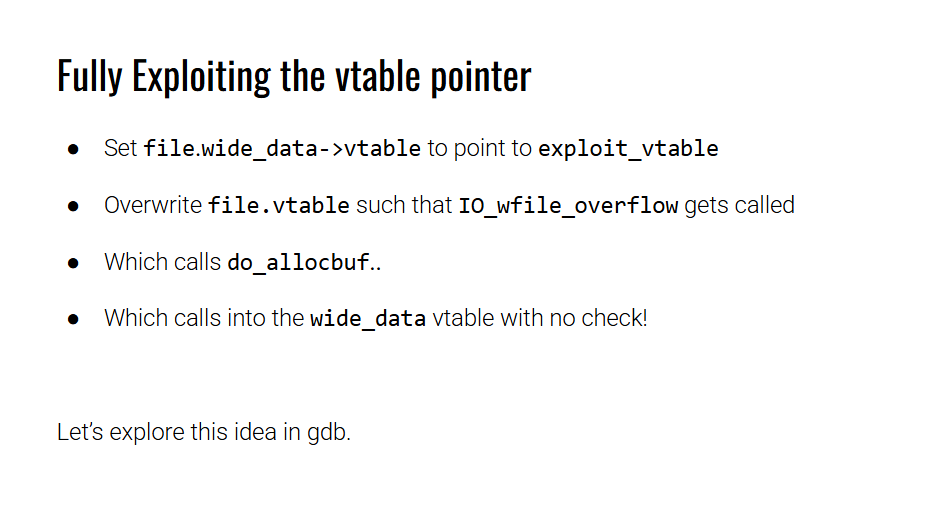 Fully Exploiting the vtable pointer
● Set file.wide_data->vtable to point to exploit_vtable
● Overwrite file.vtable such that IO_wfile_overflow gets called
● Which calls do_allocbuf..
● Which calls into the wide_data vtable with no check!
Let’s explore this idea in gdb.